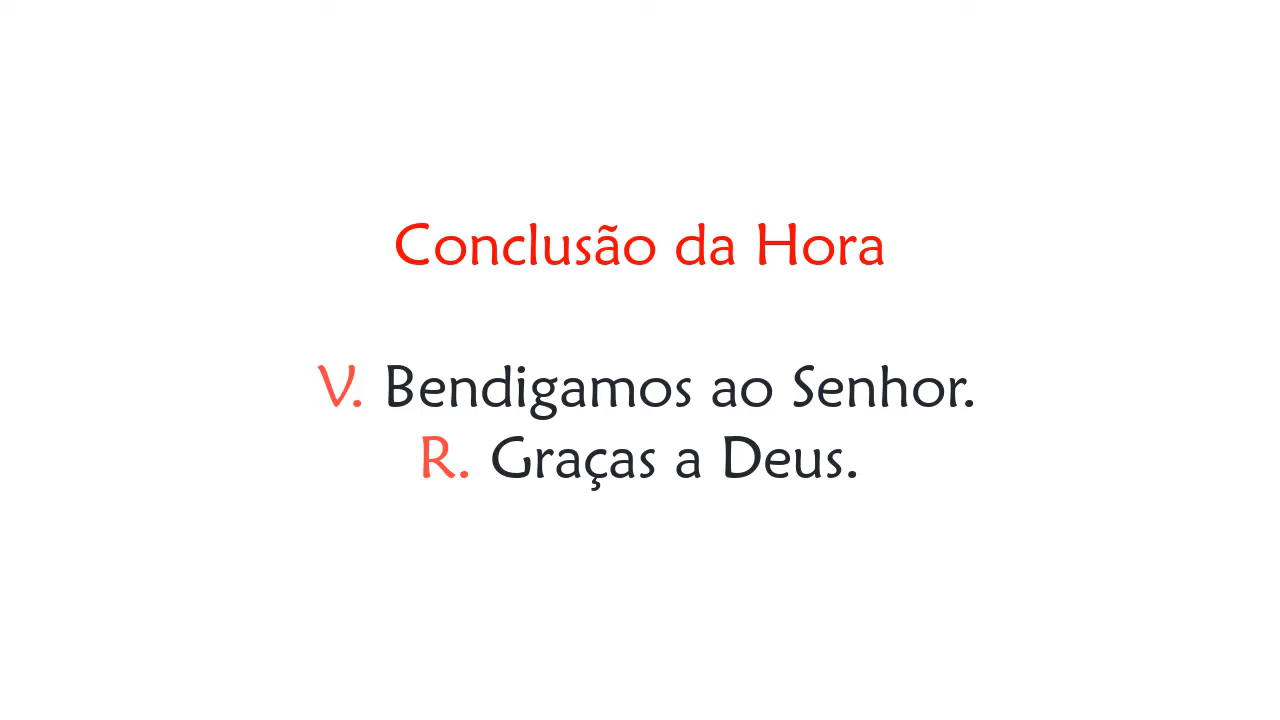 Conclusão da Hora
V. Bendigamos ao Senhor.
R. Graças a Deus.